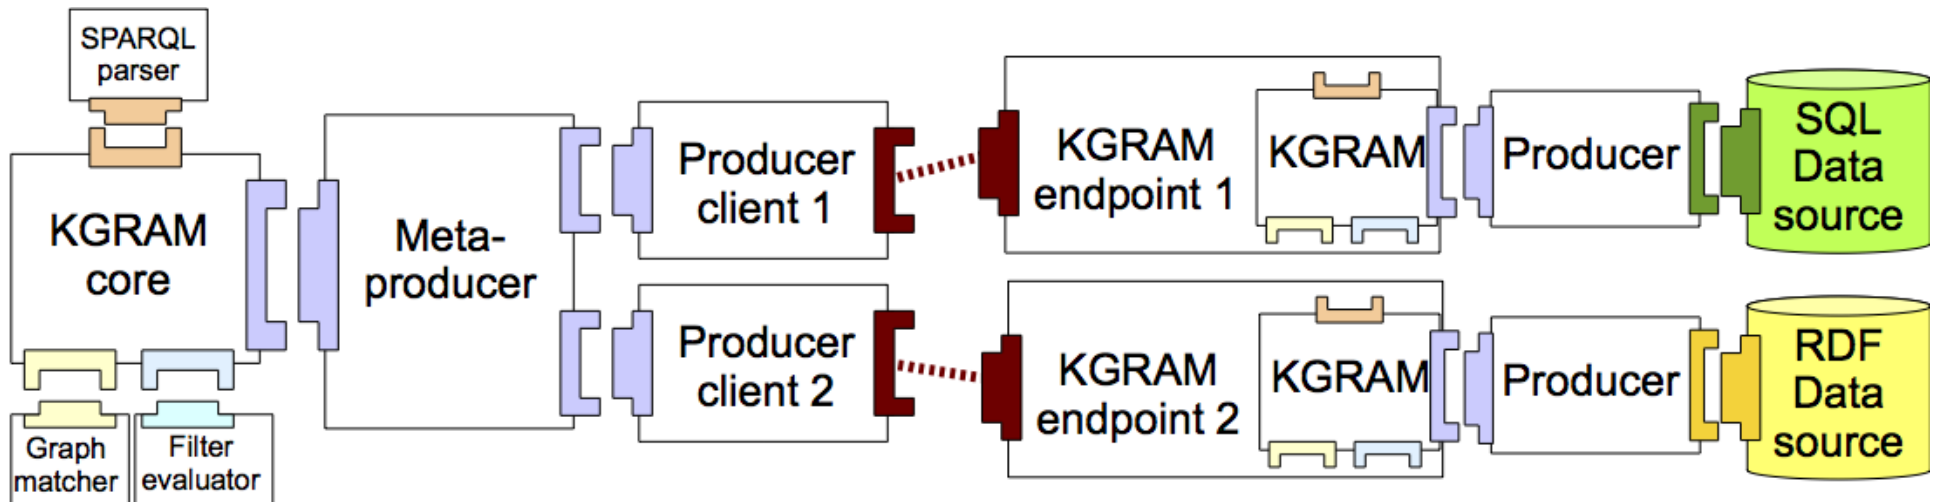 SPARQL
parser
KGRAM
core
Graph
matcher
Filter
evaluator
Meta-
producer
Producer
client 1
Producer
client 2
KGRAM
endpoint 1
KGRAM
Producer
SQL
Data
source
KGRAM
endpoint 2
KGRAM
Producer
RDF
Data
source